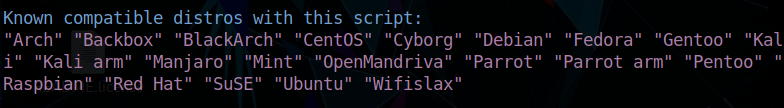 Known compatible distros with this script:
"Arch" "Backbox" "BlackArch" "CentOS" "Cyborg" "Debian" "Fedora" "Gentoo" "Kal
i" "Kali arm" "Manjaro" "Mint" "OpenMandriva" "Parrot" "Parrot arm" "Pentoo" "
Raspbian" "Red Hat" "SuSE" "Ubuntu" "Wifislax"